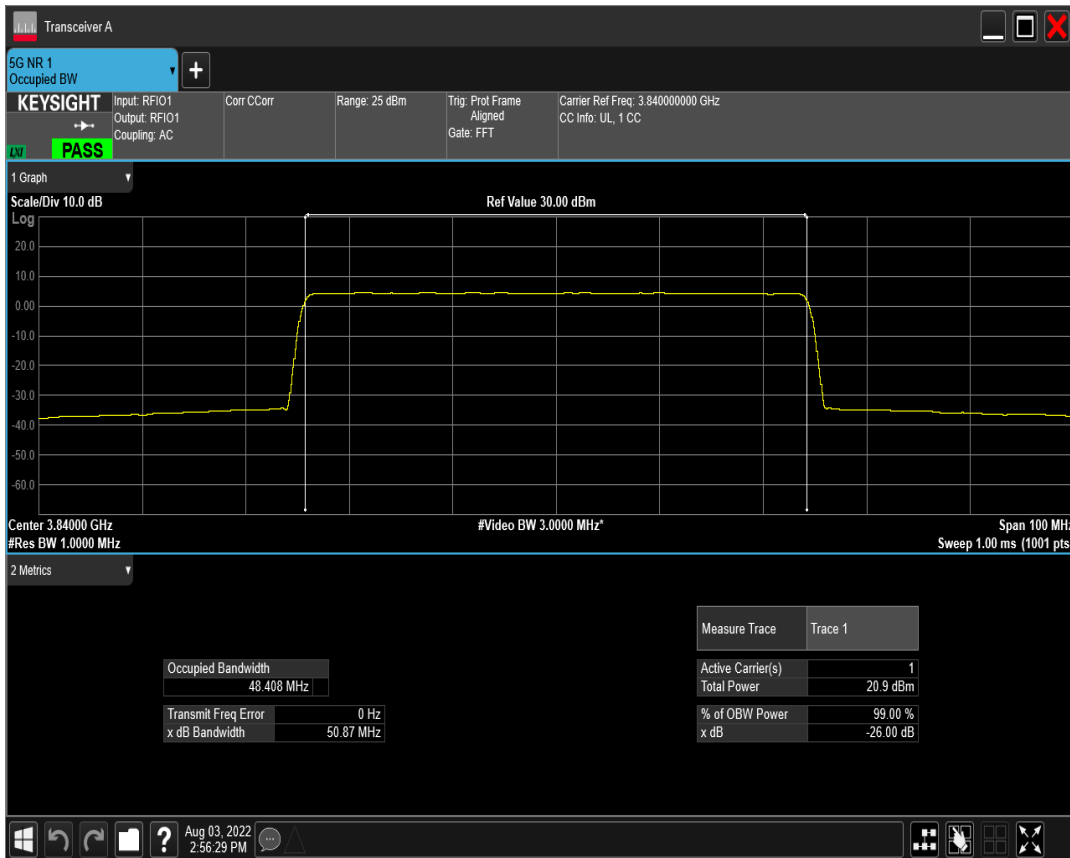 Transceiver A
5G NR 1
Occupied BW
KEYSIGHT
LXI
PASS
Input: RFIO1
Output: RFIO1
Coupling: AC
Corr CCorr
Range: 25 dBm
Trig: Prot Frame
Aligned
Gate: FFT
Carrier Ref Freq: 3.840000000 GHz
CC Info: UL, 1 CC
1 Graph
Scale/Div 10.0 dB
Ref Value 30.00 dBm
Log
20.0
10.0
0.00
-10.0
-20.0
-30.0
-40.0
-50.0
-60.0
Center 3.84000 GHz
#Video BW 3.0000 MHz*
Span 100 MHz
#Res BW 1.0000 MHz
Sweep 1.00 ms (1001 pts
2 Metrics
Measure Trace Trace 1
Occupied Bandwidth
48.408 MHz
Active Carrier(s) 1
Total Power 20.9 dBm
Transmit Freq Error 0 Hz
x dB Bandwidth 50.87 MHz
% of OBW Power 99.00 %
x dB -26.00 dB
Aug 03, 2022
2:56:29 PM